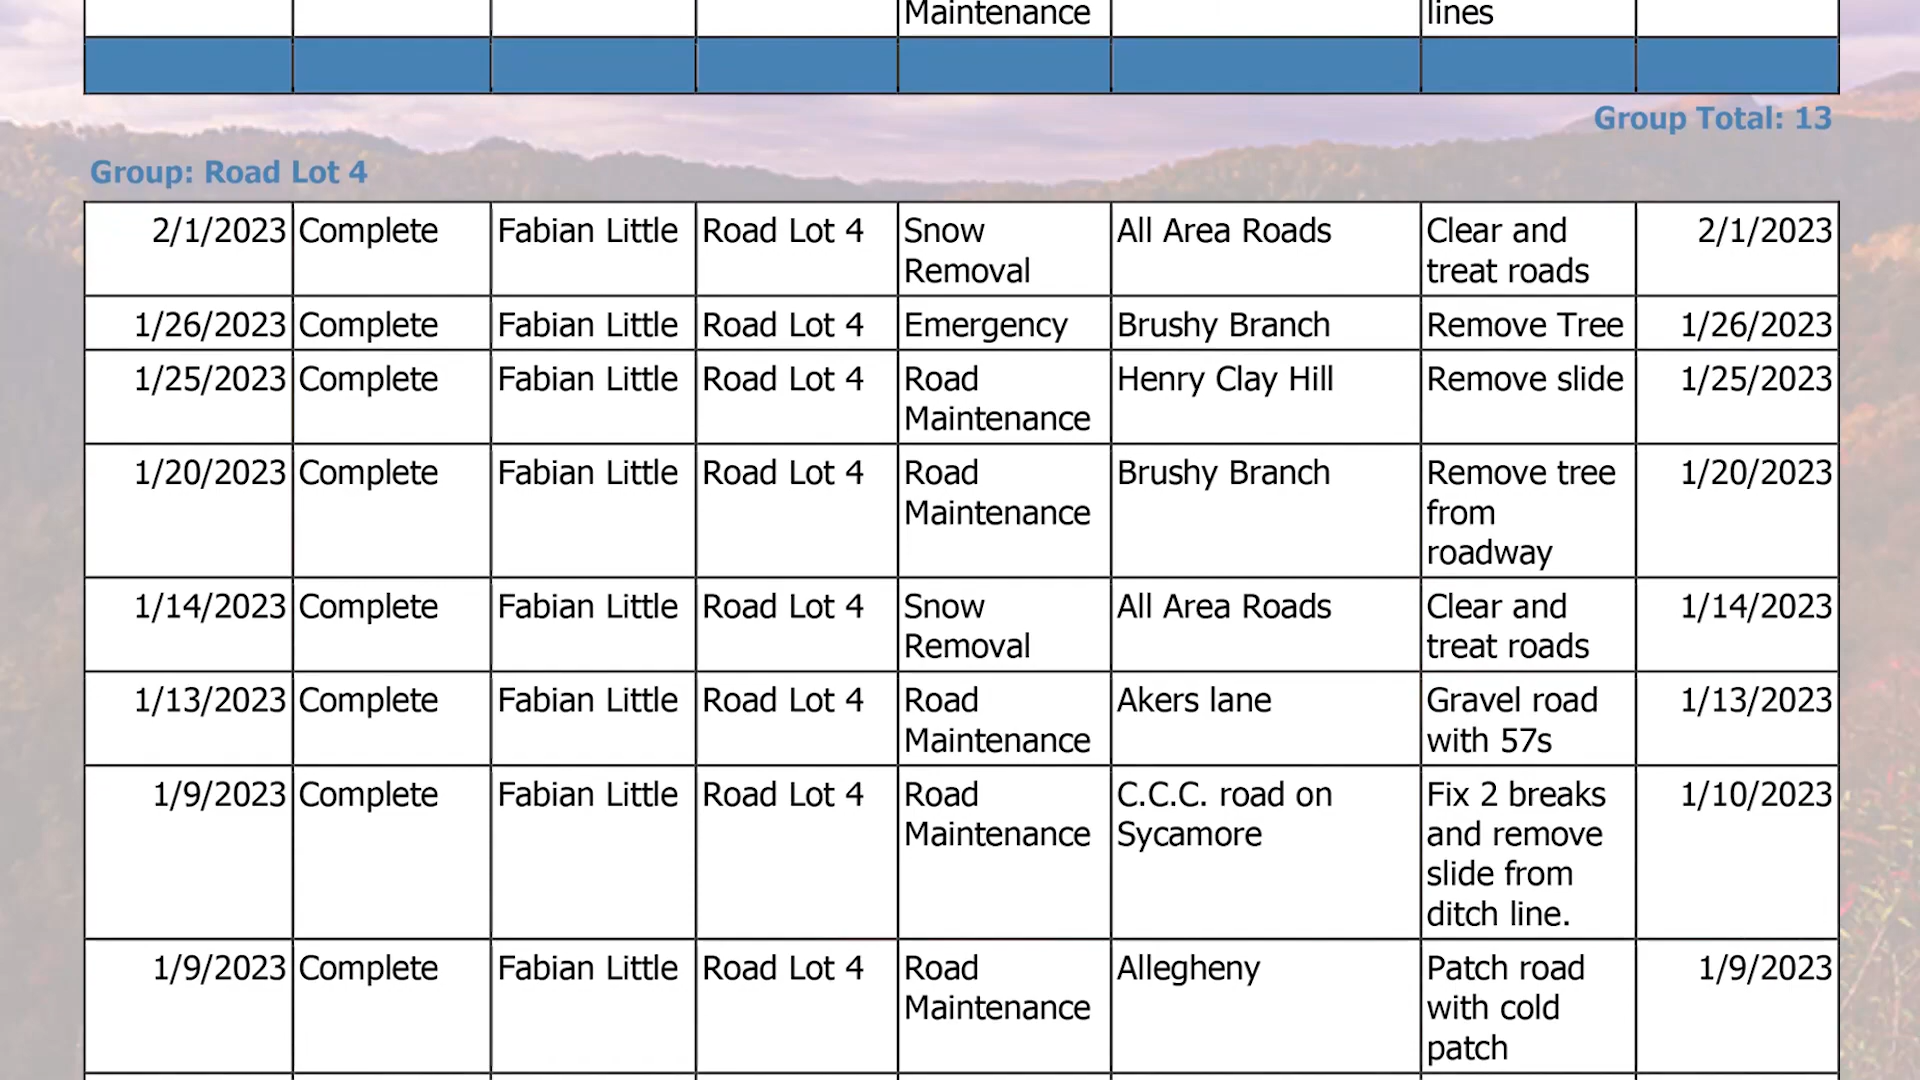 Maintenance lines
Group Total: 13
Group: Road Lot 4
2/1/2023 Complete Fabian Little Road Lot 4 Snow All Area Roads Clear and 2/1/2023
Removal treat roads
1/26/2023 Complete Fabian Little Road Lot 4 Emergency Brushy Branch Remove Tree 1/26/2023
1/25/2023 Complete Fabian Little Road Lot 4 Road Henry Clay Hill Remove slide 1/25/2023
Maintenance
1/20/2023 Complete Fabian Little Road Lot 4 Road Brushy Branch Remove tree 1/20/2023
Maintenance from
roadway
1/14/2023 Complete Fabian Little Road Lot 4 Snow All Area Roads Clear and 1/14/2023
Removal treat roads
1/13/2023 Complete Fabian Little Road Lot 4 Road Akers lane Gravel road 1/13/2023
Maintenance with 57s
1/9/2023 Complete Fabian Little Road Lot 4 Road C.C.C. road on Fix 2 breaks 1/10/2023
Maintenance Sycamore and remove
slide from
ditch line.
1/9/2023 Complete Fabian Little Road Lot 4 Road Allegheny Patch road 1/9/2023
Maintenance with cold
patch